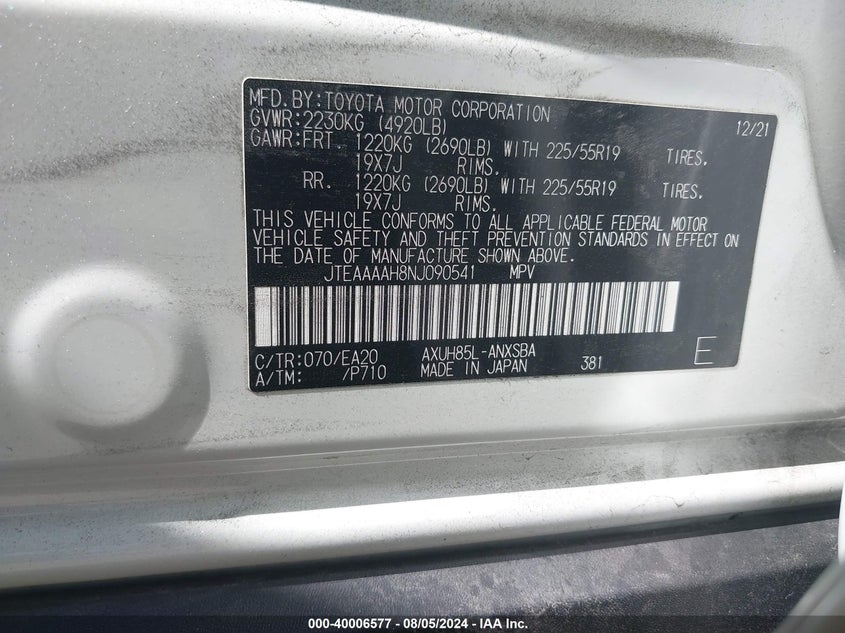 MFD.BY:TOYOTA MOTOR CORPORATION 12/21
GVWR:2230KG (4920LB)
GAWR:FRT. 1220KG (2690LB) WITH 225/55R19 TIRES.
19X7J RIMS.
RR. 1220KG (2690LB) WITH 225/55R19 TIRES.
19X7J RIMS.
THIS VEHICLE CONFORMS TO ALL APPLICABLE FEDERAL MOTOR
VEHICLE SAFETY AND THEFT PREVENTION STANDARDS IN EFFECT ON
THE DATE OF MANUFACTURE SHOWN ABOVE.
JTEAAAAH8NJ090541 MPV
C/TR:070/EA20 AXUH85L-ANXSBA 381 E
A/TM: /P710 MADE IN JAPAN
000-40006577 - 08/05/2024 - IAA Inc.